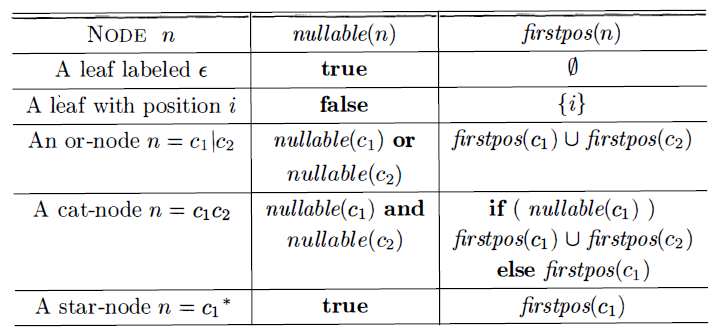 NODE n nullable(n) firstpos(n)
A leaf labeled ϵ true ∅
A leaf with position i false {i}
An or-node n = c₁|c₂ nullable(c₁) or firstpos(c₁) ∪ firstpos(c₂)
nullable(c₂)
A cat-node n = c₁c₂ nullable(c₁) and if ( nullable(c₁) )
nullable(c₂) firstpos(c₁) ∪ firstpos(c₂)
else firstpos(c₁)
A star-node n = c₁* true firstpos(c₁)